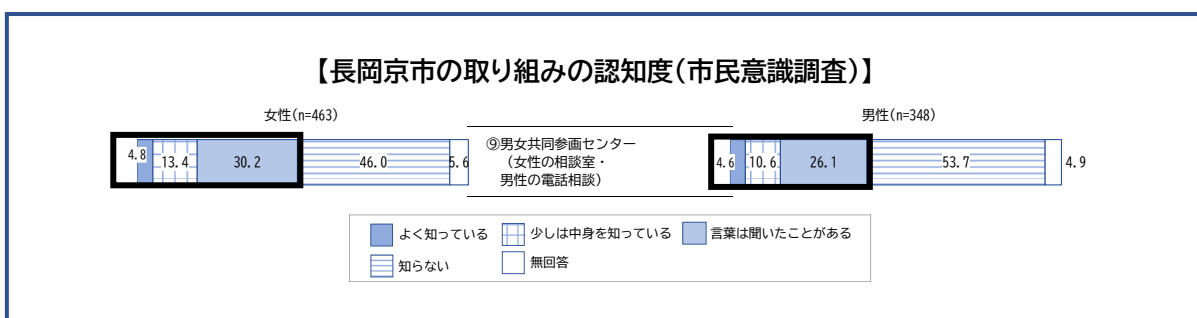 【長岡京市の取り組みの認知度(市民意識調査)】
女性(n=463)
男性(n=348)
4.8 13.4 30.2 46.0 5.6
⑨男女共同参画センター
(女性の相談室・
男性の電話相談)
4.6 10.6 26.1 53.7 4.9
よく知っている 少しは中身を知っている 言葉は聞いたことがある
知らない 無回答